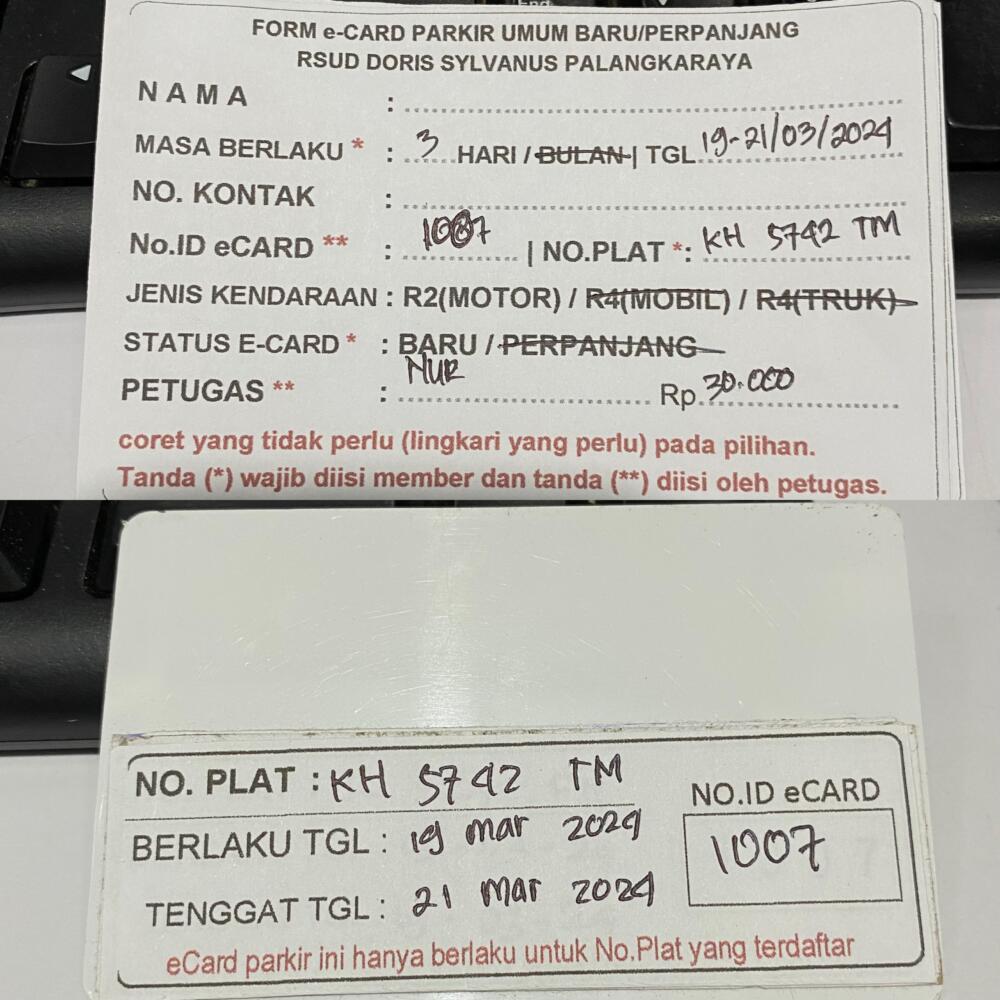 FORM e-CARD PARKIR UMUM BARU/PERPANJANG
RSUD DORIS SYLVANUS PALANGKARAYA
N A M A :
MASA BERLAKU * : 3 HARI / BULAN | TGL 19-21/03/2024
NO. KONTAK :
No.ID eCARD ** : 1007 | NO.PLAT *: KH 5742 TM
JENIS KENDARAAN : R2(MOTOR) / R4(MOBIL) / R4(TRUK)
STATUS E-CARD * : BARU / PERPANJANG
PETUGAS ** : NUR Rp. 30.000
coret yang tidak perlu (lingkari yang perlu) pada pilihan.
Tanda (*) wajib diisi member dan tanda (**) diisi oleh petugas.
NO. PLAT : KH 5742 TM
NO.ID eCARD
BERLAKU TGL : 19 mar 2024
1007
TENGGAT TGL : 21 mar 2024
eCard parkir ini hanya berlaku untuk No.Plat yang terdaftar